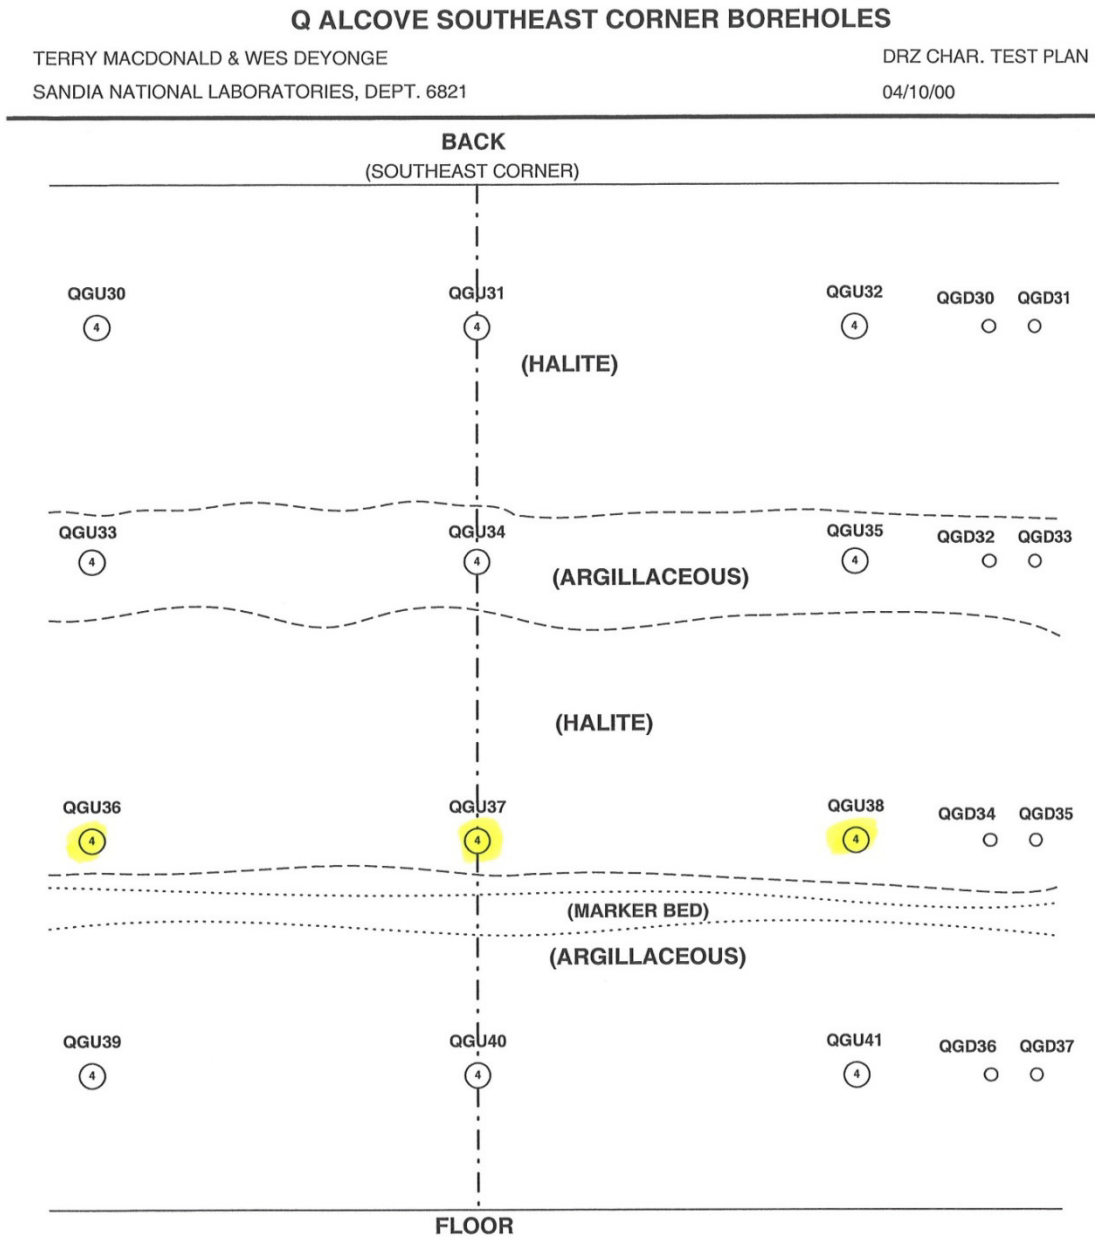 Q ALCOVE SOUTHEAST CORNER BOREHOLES
TERRY MACDONALD & WES DEYONGE
DRZ CHAR. TEST PLAN
SANDIA NATIONAL LABORATORIES, DEPT. 6821
04/10/00
BACK
(SOUTHEAST CORNER)
QGU30 QGU31 QGU32 QGD30 QGD31
4 4 4
(HALITE)
QGU33 QGU34 QGU35 QGD32 QGD33
4 4 4
(ARGILLACEOUS)
(HALITE)
QGU36 QGU37 QGU38 QGD34 QGD35
4 4 4
(MARKER BED)
(ARGILLACEOUS)
QGU39 QGU40 QGU41 QGD36 QGD37
4 4 4
FLOOR